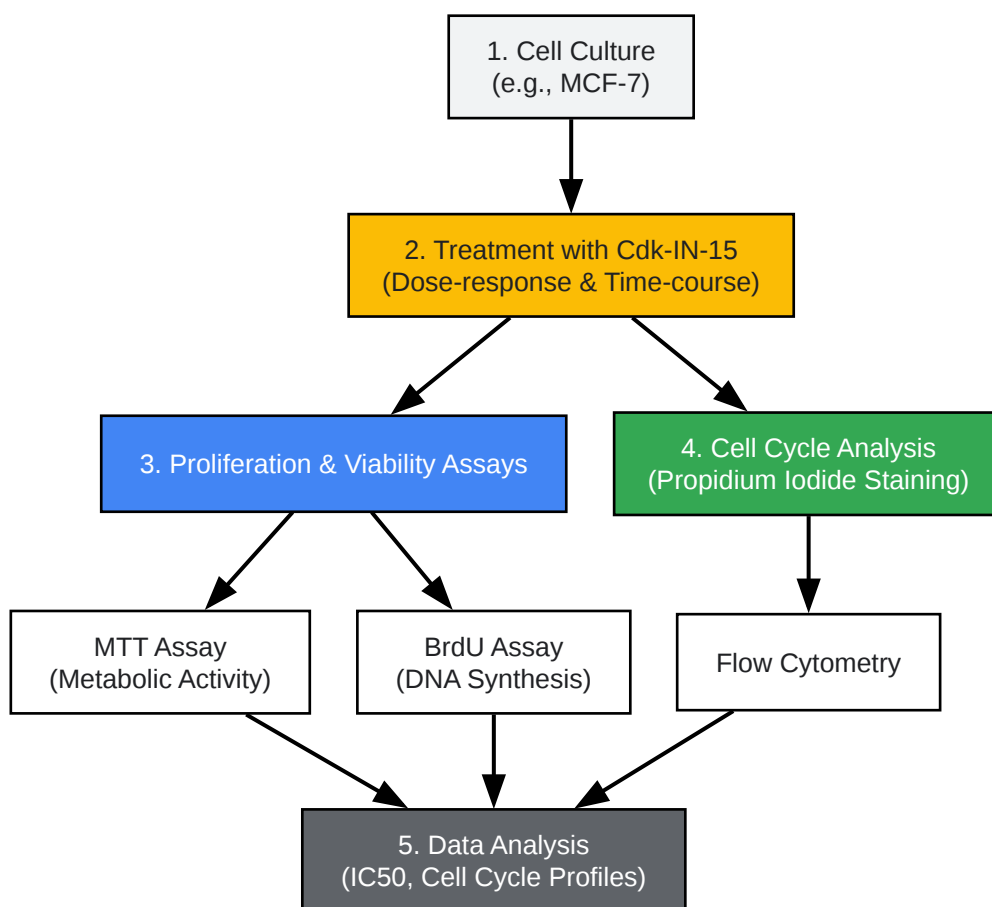 1. Cell Culture
(e.g., MCF-7)
2. Treatment with Cdk-IN-15
(Dose-response & Time-course)
3. Proliferation & Viability Assays
4. Cell Cycle Analysis
(Propidium Iodide Staining)
MTT Assay
(Metabolic Activity)
BrdU Assay
(DNA Synthesis)
Flow Cytometry
5. Data Analysis
(IC50, Cell Cycle Profiles)